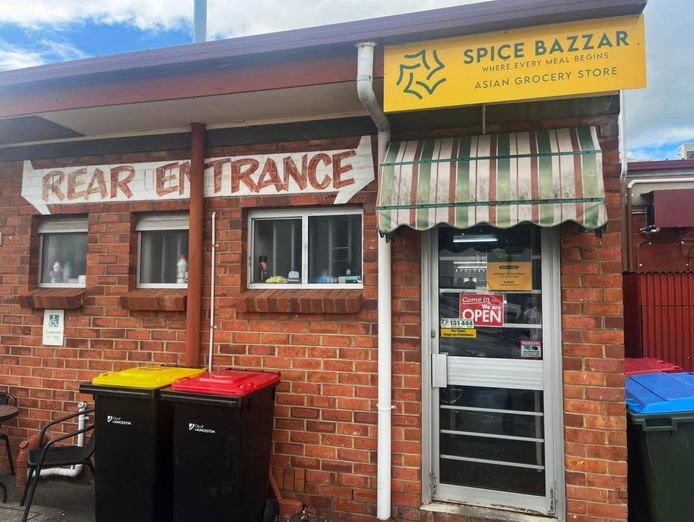 SPICE BAZZAR
WHERE EVERY MEAL BEGINS
ASIAN GROCERY STORE
REAR ENTRANCE
Come in
We are
OPEN
131 444
WARNING
City of
LAUNCESTON
City of
LAUNCESTON